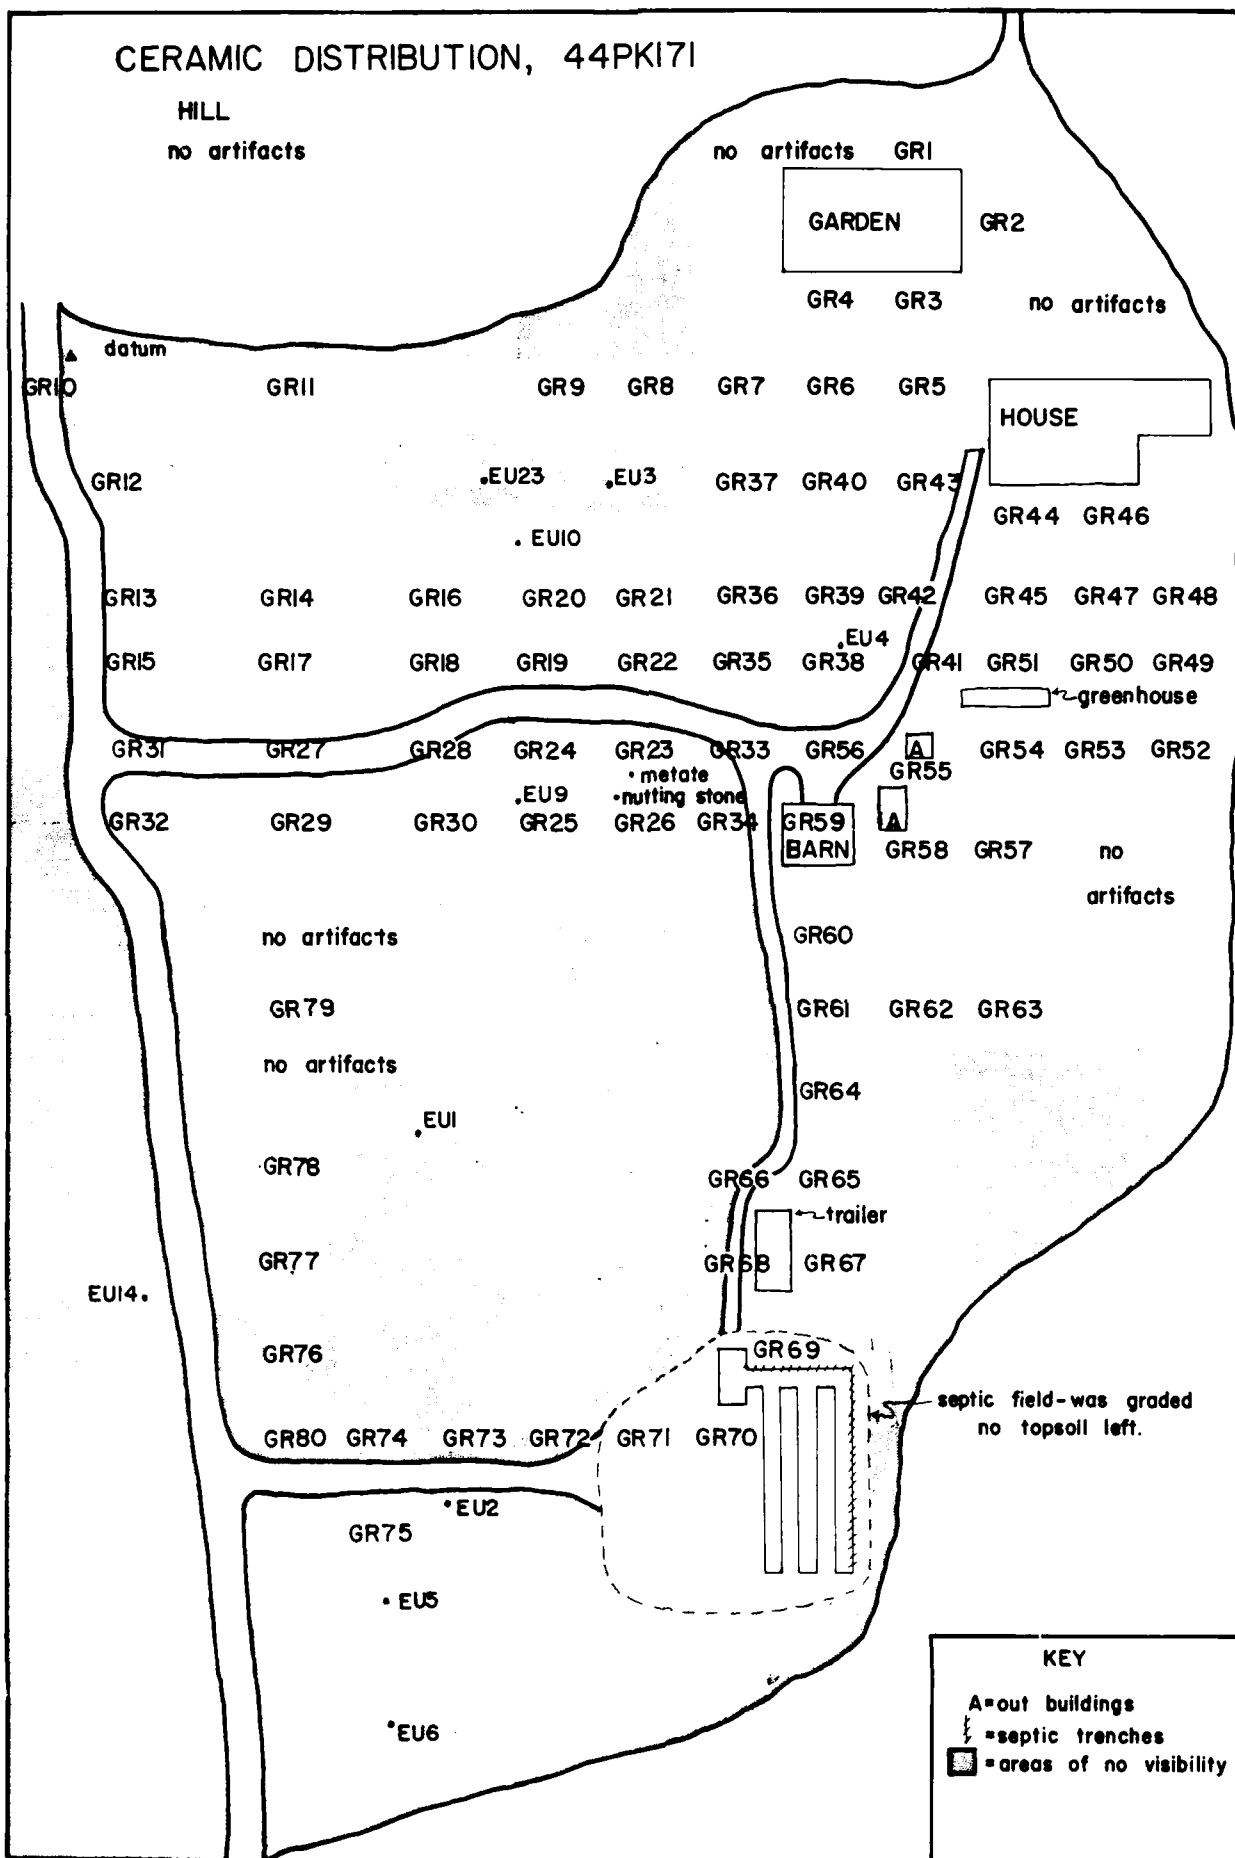 CERAMIC DISTRIBUTION, 44PK171
HILL
no artifacts
no artifacts GR1
GARDEN GR2
GR4 GR3 no artifacts
datum
GR10 GR11 GR9 GR8 GR7 GR6 GR5
HOUSE
GR12 EU23 EU3 GR37 GR40 GR43
GR44 GR46
EU10
GR13 GR14 GR16 GR20 GR21 GR36 GR39 GR42 GR45 GR47 GR48
EU4
GR15 GR17 GR18 GR19 GR22 GR35 GR38 GR41 GR51 GR50 GR49
greenhouse
GR31 GR27 GR28 GR24 GR23 GR33 GR56 A GR54 GR53 GR52
metate GR55
EU9 nutting stone
GR32 GR29 GR30 GR25 GR26 GR34 GR59 A
BARN GR58 GR57 no
artifacts
no artifacts GR60
GR79 GR61 GR62 GR63
no artifacts
GR64
EU1
GR78 GR66 GR65
trailer
GR77 GR68 GR67
EU14
GR76 GR69
septic field-was graded
no topsoll left.
GR80 GR74 GR73 GR72 GR71 GR70
EU2
GR75
EU5
EU6
KEY
A=out buildings
=septic trenches
=areas of no visibility